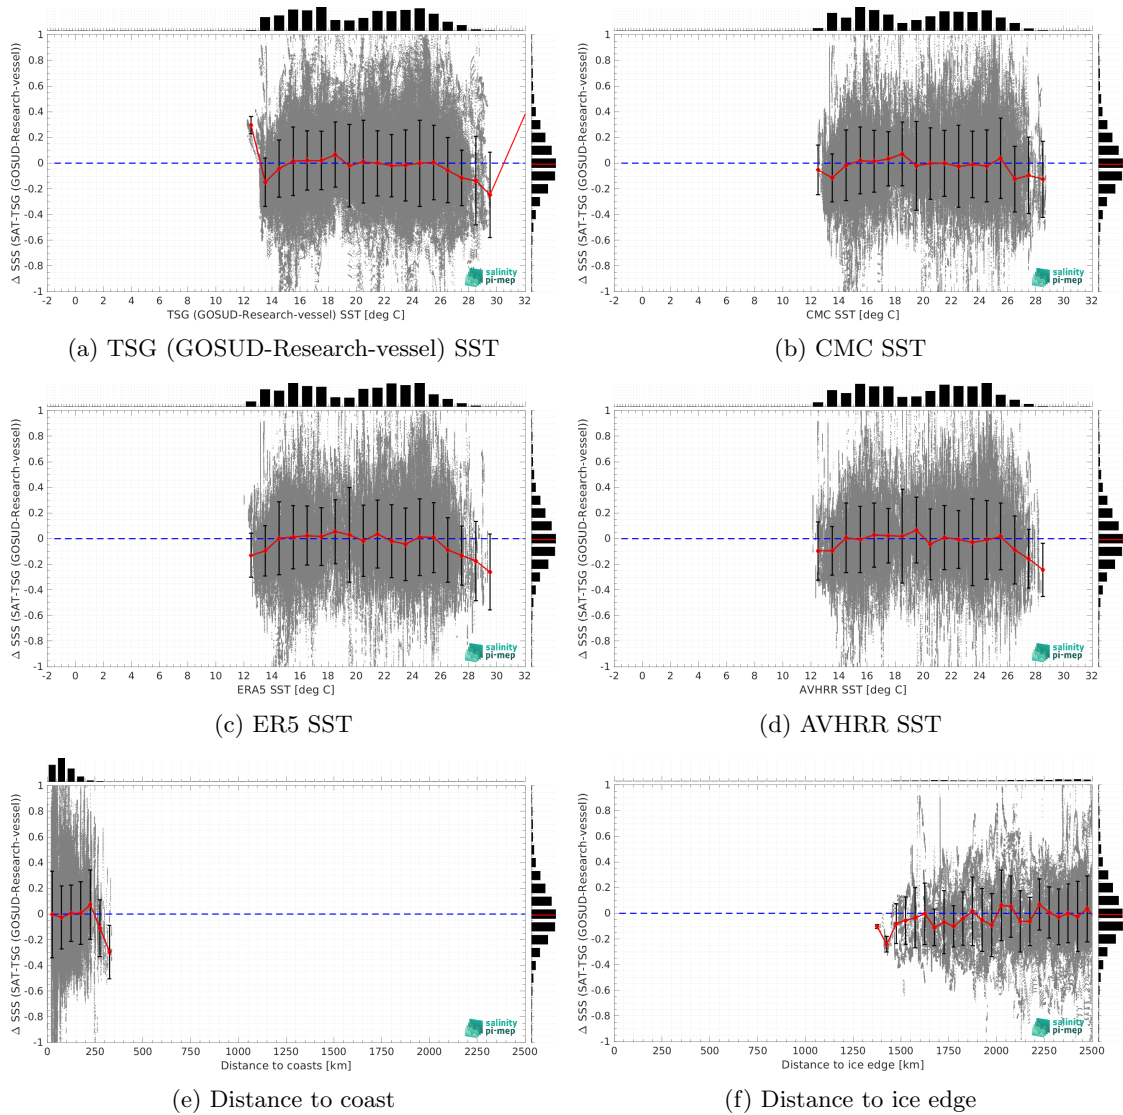 Δ SSS (SAT-TSG (GOSUD-Research-vessel))
1
0.8
0.6
0.4
0.2
0
-0.2
-0.4
-0.6
-0.8
-1
salinity
pi-mep
-2 0 2 4 6 8 10 12 14 16 18 20 22 24 26 28 30 32
TSG (GOSUD-Research-vessel) SST [deg C]
(a) TSG (GOSUD-Research-vessel) SST
Δ SSS (SAT-TSG (GOSUD-Research-vessel))
1
0.8
0.6
0.4
0.2
0
-0.2
-0.4
-0.6
-0.8
-1
salinity
pi-mep
-2 0 2 4 6 8 10 12 14 16 18 20 22 24 26 28 30 32
CMC SST [deg C]
(b) CMC SST
Δ SSS (SAT-TSG (GOSUD-Research-vessel))
1
0.8
0.6
0.4
0.2
0
-0.2
-0.4
-0.6
-0.8
-1
salinity
pi-mep
-2 0 2 4 6 8 10 12 14 16 18 20 22 24 26 28 30 32
ERA5 SST [deg C]
(c) ER5 SST
Δ SSS (SAT-TSG (GOSUD-Research-vessel))
1
0.8
0.6
0.4
0.2
0
-0.2
-0.4
-0.6
-0.8
-1
salinity
pi-mep
-2 0 2 4 6 8 10 12 14 16 18 20 22 24 26 28 30 32
AVHRR SST [deg C]
(d) AVHRR SST
Δ SSS (SAT-TSG (GOSUD-Research-vessel))
1
0.8
0.6
0.4
0.2
0
-0.2
-0.4
-0.6
-0.8
-1
salinity
pi-mep
0 250 500 750 1000 1250 1500 1750 2000 2250 2500
Distance to coasts [km]
(e) Distance to coast
Δ SSS (SAT-TSG (GOSUD-Research-vessel))
1
0.8
0.6
0.4
0.2
0
-0.2
-0.4
-0.6
-0.8
-1
salinity
pi-mep
0 250 500 750 1000 1250 1500 1750 2000 2250 2500
Distance to ice edge [km]
(f) Distance to ice edge